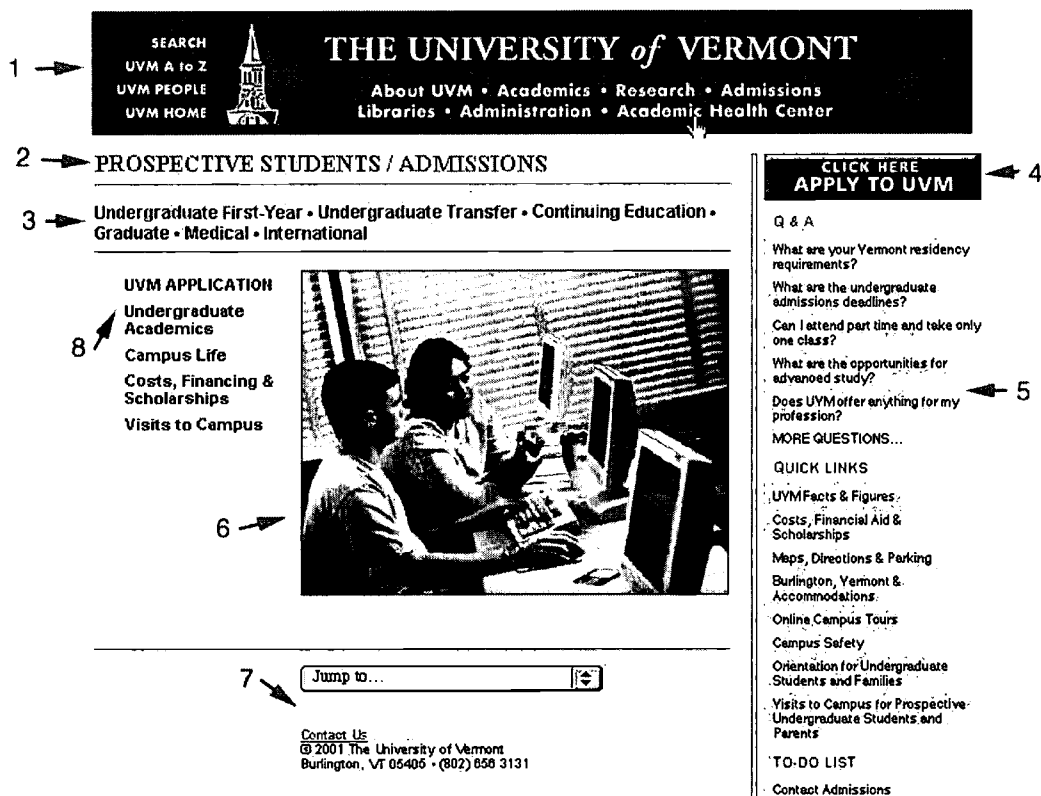 1
SEARCH
UVM A to Z
UVM PEOPLE
UVM HOME
THE UNIVERSITY of VERMONT
About UVM • Academics • Research • Admissions
Libraries • Administration • Academic Health Center
2
PROSPECTIVE STUDENTS / ADMISSIONS
3
Undergraduate First-Year • Undergraduate Transfer • Continuing Education •
Graduate • Medical • International
8
UVM APPLICATION
Undergraduate
Academics
Campus Life
Costs, Financing &
Scholarships
Visits to Campus
6
7
Jump to...
Contact Us
© 2001 The University of Vermont
Burlington, VT 05405 • (802) 656 3131
CLICK HERE
APPLY TO UVM
4
Q & A
What are your Vermont residency
requirements?
What are the undergraduate
admissions deadlines?
Can I attend part time and take only
one class?
What are the opportunities for
advanced study?
Does UVM offer anything for my
profession?
MORE QUESTIONS...
5
QUICK LINKS
UVM Facts & Figures
Costs, Financial Aid &
Scholarships
Maps, Directions & Parking
Burlington, Vermont &
Accommodations
Online Campus Tours
Campus Safety
Orientation for Undergraduate
Students and Families
Visits to Campus for Prospective
Undergraduate Students and
Parents
TO-DO LIST
Contact Admissions